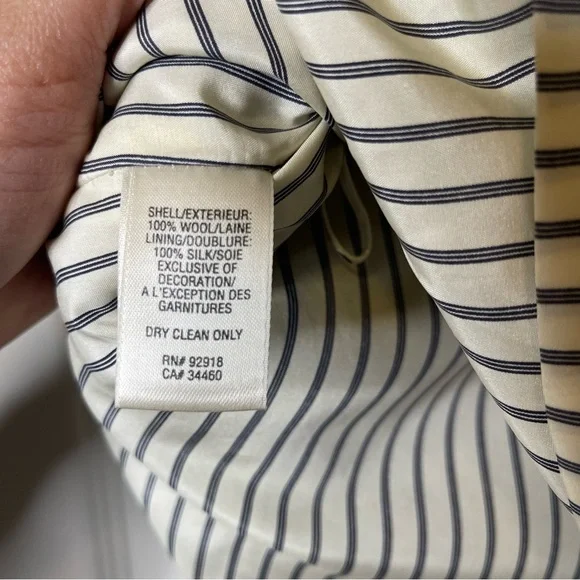 SHELL/EXTERIEUR:
100% WOOL/LAINE
LINING/DOUBLURE:
100% SILK/SOIE
EXCLUSIVE OF
DECORATION/
A L'EXCEPTION DES
GARNITURES
DRY CLEAN ONLY
RN# 92918
CA# 34460